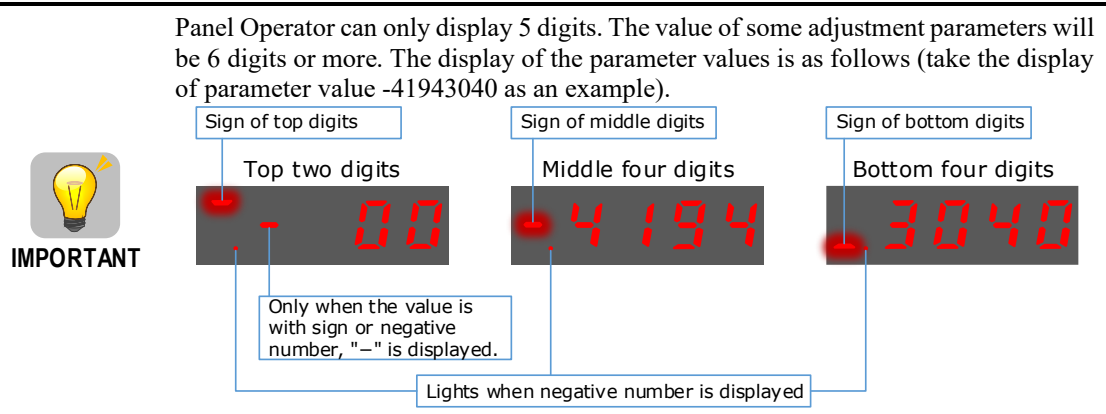 Panel Operator can only display 5 digits. The value of some adjustment parameters will
be 6 digits or more. The display of the parameter values is as follows (take the display
of parameter value -41943040 as an example).
Sign of top digits
Sign of middle digits
Sign of bottom digits
Top two digits
Middle four digits
Bottom four digits
- 00
- 4194
- 3040
IMPORTANT
Only when the value is
with sign or negative
number, "−" is displayed.
Lights when negative number is displayed